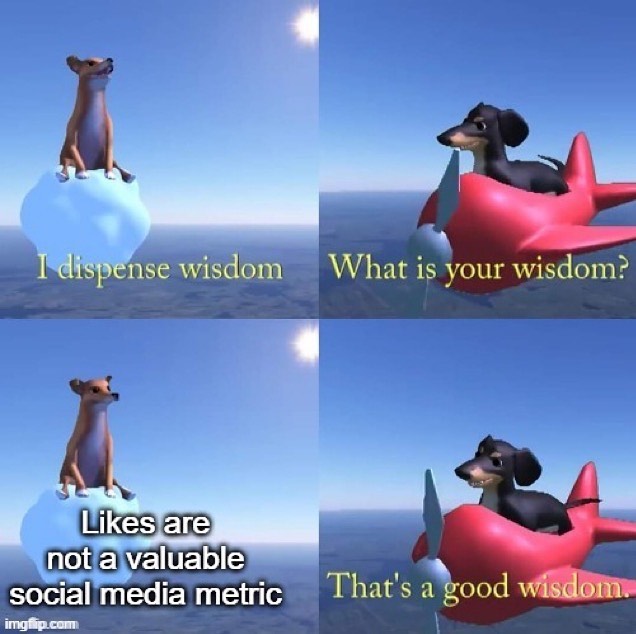 I dispense wisdom
What is your wisdom?
Likes are
not a valuable
social media metric
That's a good wisdom.
imgflip.com